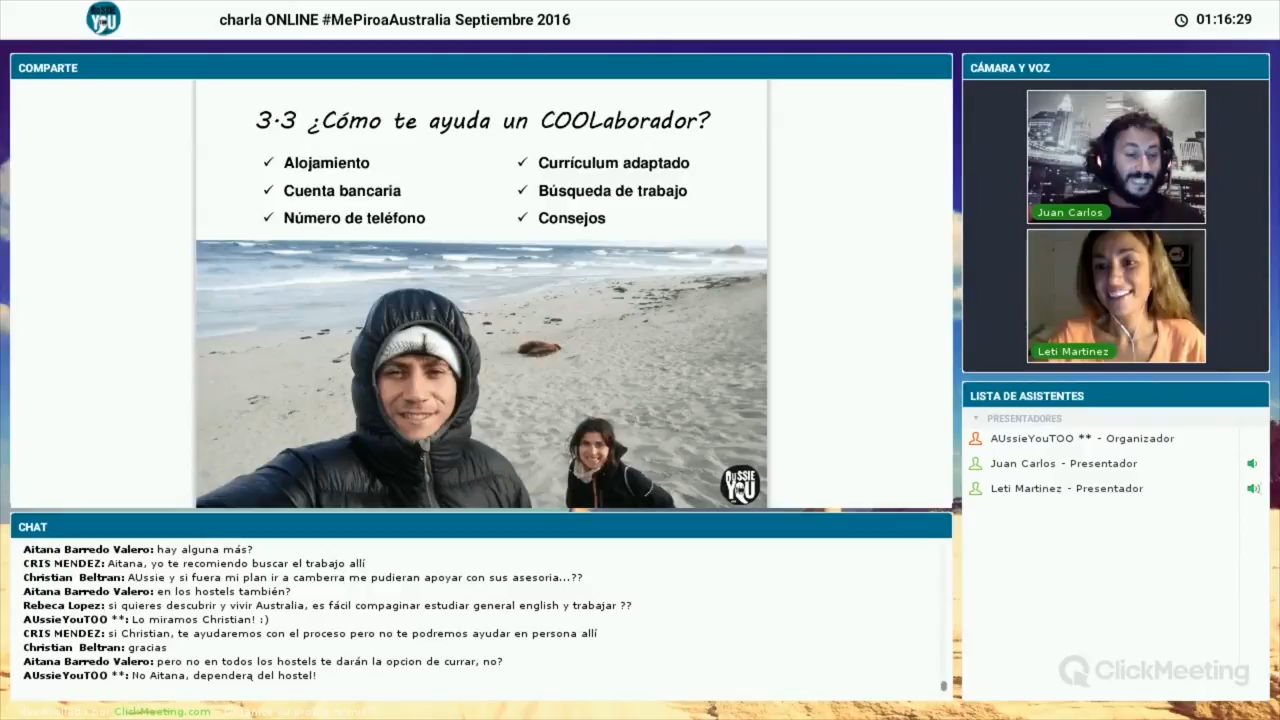 AUSSIE YOU
charla ONLINE #MePiroaAustralia Septiembre 2016
01:16:29
COMPARTE
3.3 ¿Cómo te ayuda un COOLaborador?
✓ Alojamiento
✓ Currículum adaptado
✓ Cuenta bancaria
✓ Búsqueda de trabajo
✓ Número de teléfono
✓ Consejos
AUSSIE YOU
CÁMARA Y VOZ
Juan Carlos
Leti Martinez
LISTA DE ASISTENTES
PRESENTADORES
AUssieYouTOO ** - Organizador
Juan Carlos - Presentador
Leti Martinez - Presentador
CHAT
Aitana Barredo Valero: hay alguna más?
CRIS MENDEZ: Aitana, yo te recomiendo buscar el trabajo allí
Christian Beltran: AUssie y si fuera mi plan ir a camberra me pudieran apoyar con sus asesoria...??
Aitana Barredo Valero: en los hostels también?
Rebeca Lopez: si quieres descubrir y vivir Australia, es fácil compaginar estudiar general english y trabajar ??
AUssieYouTOO **: Lo miramos Christian! :)
CRIS MENDEZ: si Christian, te ayudaremos con el proceso pero no te podremos ayudar en persona allí
Christian Beltran: gracias
Aitana Barredo Valero: pero no en todos los hostels te darán la opcion de currar, no?
AUssieYouTOO **: No Aitana, dependerá del hostel!
ClickMeeting
ClickMeeting.com